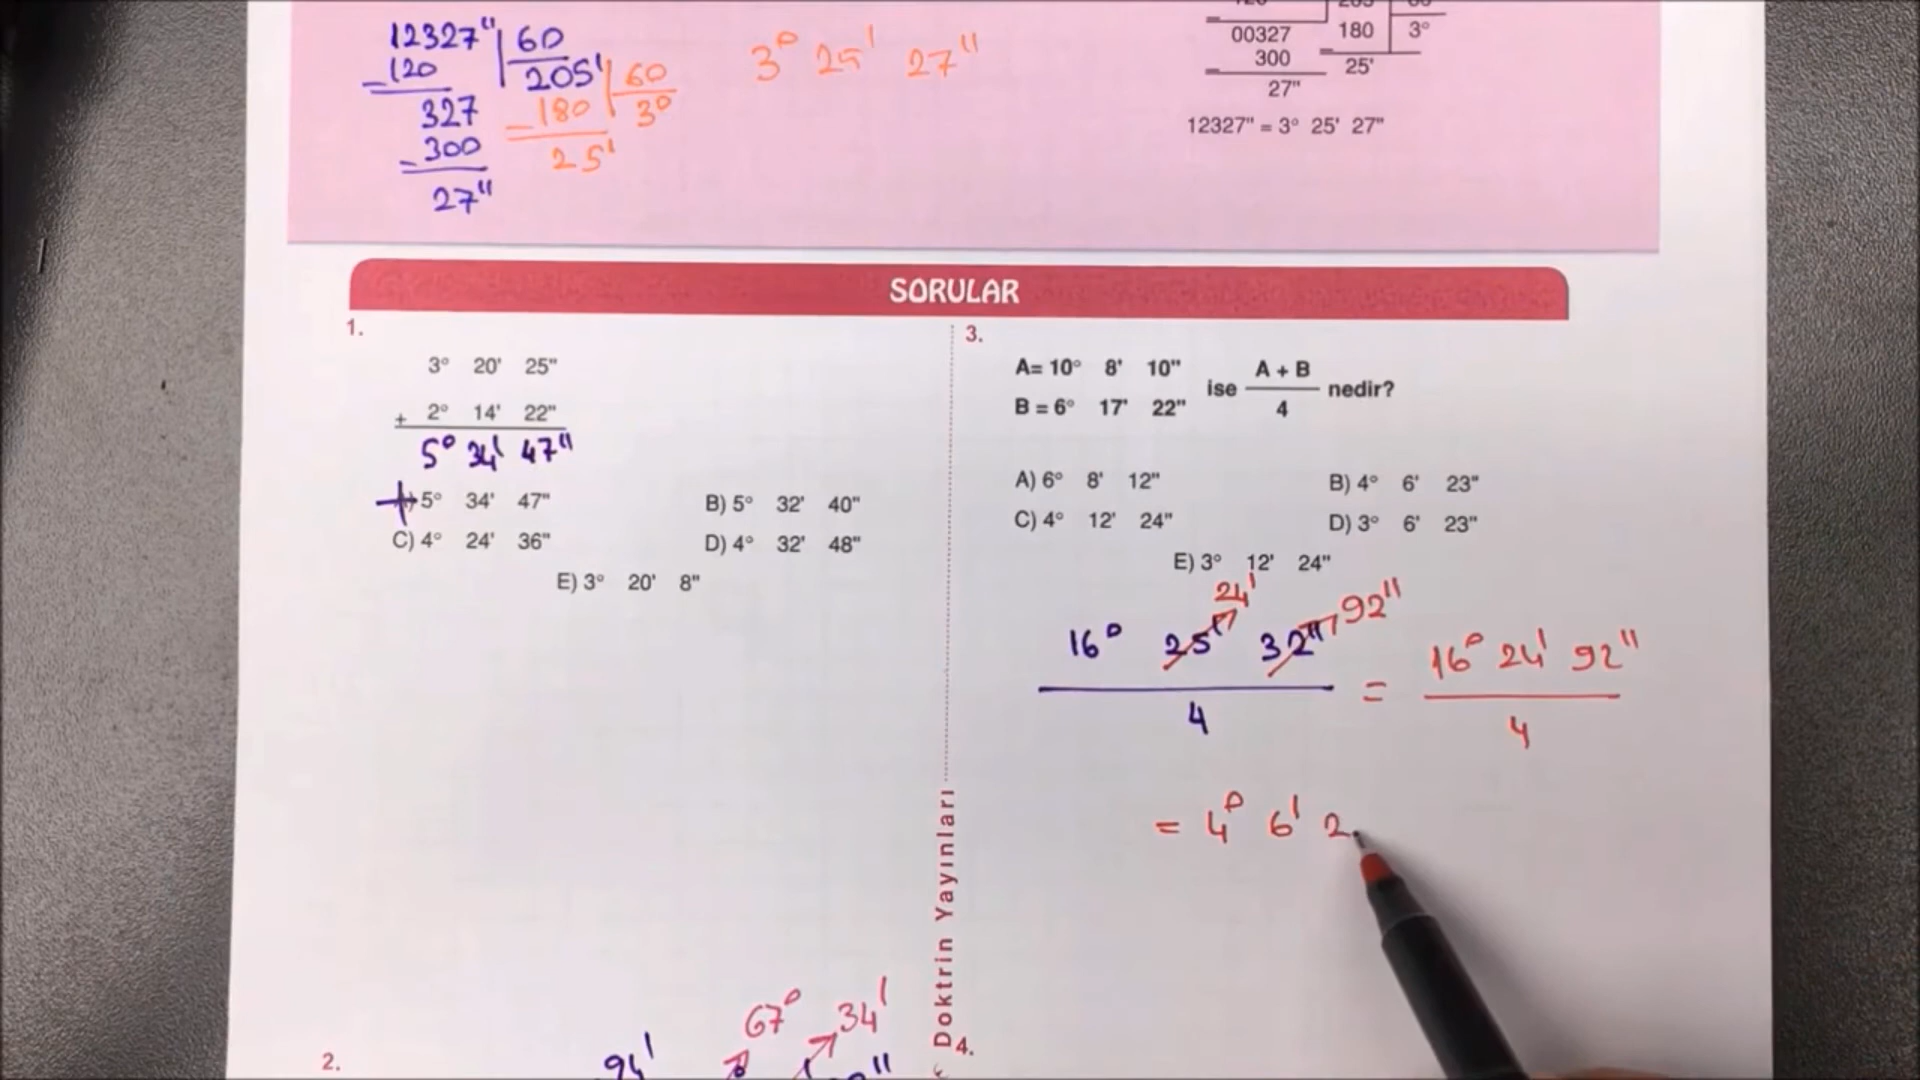 12327" | 60
-120 205' | 60
327 -180 3°
-300 25'
27"
3° 25' 27"
00327 180 3°
300 25'
27"
12327" = 3° 25' 27"
SORULAR
1.
3° 20' 25"
+ 2° 14' 22"
5° 34' 47"
5° 34' 47" B) 5° 32' 40"
C) 4° 24' 36" D) 4° 32' 48"
E) 3° 20' 8"
2.
94' 67° 34'
Doktrin Yayınları
3.
A= 10° 8' 10"
B = 6° 17' 22"
ise A + B / 4 nedir?
A) 6° 8' 12" B) 4° 6' 23"
C) 4° 12' 24" D) 3° 6' 23"
E) 3° 12' 24"
24' 92"
16° 25' 32" / 4 = 16° 24' 92" / 4
= 4° 6' 2
4.